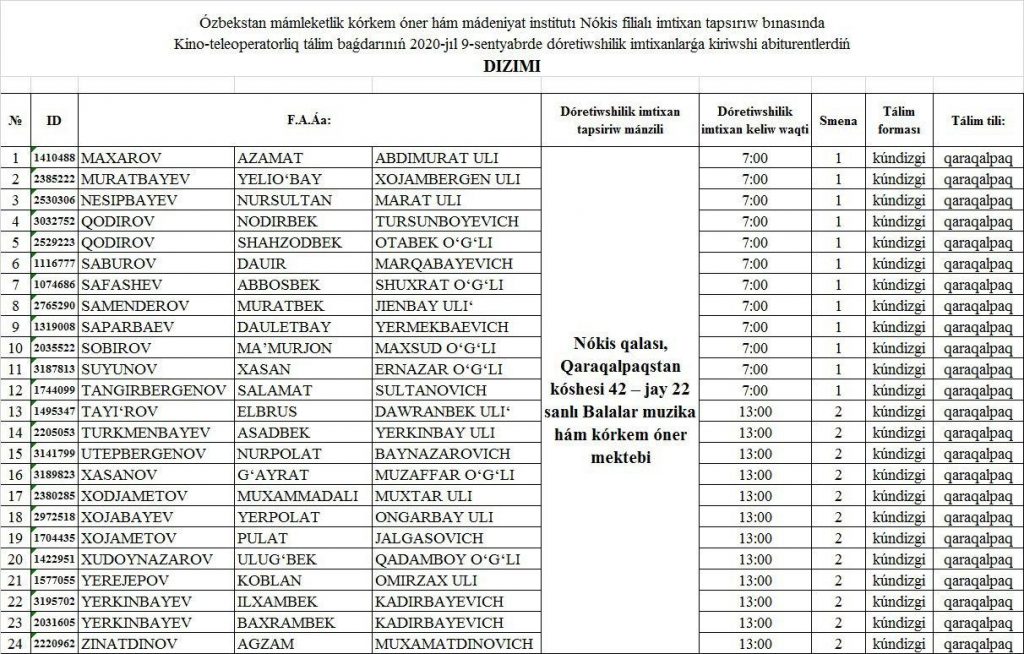 Ózbekstan mámleketlik kórkem óner hám mádeniyat institutı Nókis filialı imtixan tapsırıw bınasında
Kino-teleoperatorlıq tálim baǵdarınıń 2020-jıl 9-sentyabrde dóretiwshilik imtixanlarǵa kiriwshi abiturentlerdiń
DIZIMI
№ ID F.A.Áa: Dóretiwshilik imtixan tapsiriw mánzili Dóretiwshilik imtixan keliw waqti Smena Tálim forması Tálim tili:
1 1410488 MAXAROV AZAMAT ABDIMURAT ULI 7:00 1 kúndizgi qaraqalpaq
2 2385222 MURATBAYEV YELIO‘BAY XOJAMBERGEN ULI 7:00 1 kúndizgi qaraqalpaq
3 2530306 NESIPBAYEV NURSULTAN MARAT ULI 7:00 1 kúndizgi qaraqalpaq
4 3032752 QODIROV NODIRBEK TURSUNBOYEVICH 7:00 1 kúndizgi qaraqalpaq
5 2529223 QODIROV SHAHZODBEK OTABEK O‘G‘LI 7:00 1 kúndizgi qaraqalpaq
6 1116777 SABUROV DAUIR MARQABAYEVICH 7:00 1 kúndizgi qaraqalpaq
7 1074686 SAFASHEV ABBOSBEK SHUXRAT O‘G‘LI 7:00 1 kúndizgi qaraqalpaq
8 2765290 SAMENDEROV MURATBEK JIENBAY ULI‘ 7:00 1 kúndizgi qaraqalpaq
9 1319008 SAPARBAEV DAULETBAY YERMEKBAEVICH 7:00 1 kúndizgi qaraqalpaq
10 2035522 SOBIROV MA’MURJON MAXSUD O‘G‘LI 7:00 1 kúndizgi qaraqalpaq
11 3187813 SUYUNOV XASAN ERNAZAR O‘G‘LI 7:00 1 kúndizgi qaraqalpaq
12 1744099 TANGIRBERGENOV SALAMAT SULTANOVICH 7:00 1 kúndizgi qaraqalpaq
Nókis qalası,
Qaraqalpaqstan
kóshesi 42 – jay 22
sanlı Balalar muzika
hám kórkem óner
mektebi
13 1495347 TAYI‘ROV ELBRUS DAWRANBEK ULI‘ 13:00 2 kúndizgi qaraqalpaq
14 2205053 TURKMENBAYEV ASADBEK YERKINBAY ULI 13:00 2 kúndizgi qaraqalpaq
15 3141799 UTEPBERGENOV NURPOLAT BAYNAZAROVICH 13:00 2 kúndizgi qaraqalpaq
16 3189823 XASANOV G‘AYRAT MUZAFFAR O‘G‘LI 13:00 2 kúndizgi qaraqalpaq
17 2380285 XODJAMETOV MUXAMMADALI MUXTAR ULI 13:00 2 kúndizgi qaraqalpaq
18 2972518 XOJABAYEV YERPOLAT ONGARBAY ULI 13:00 2 kúndizgi qaraqalpaq
19 1704435 XOJAMETOV PULAT JALGASOVICH 13:00 2 kúndizgi qaraqalpaq
20 1422951 XUDOYNAZAROV ULUG‘BEK QADAMBOY O‘G‘LI 13:00 2 kúndizgi qaraqalpaq
21 1577055 YEREJEPOV KOBLAN OMIRZAX ULI 13:00 2 kúndizgi qaraqalpaq
22 3195702 YERKINBAYEV ILXAMBEK KADIRBAYEVICH 13:00 2 kúndizgi qaraqalpaq
23 2031605 YERKINBAYEV BAXRAMBEK KADIRBAYEVICH 13:00 2 kúndizgi qaraqalpaq
24 2220962 ZINATDINOV AGZAM MUXAMATDINOVICH 13:00 2 kúndizgi qaraqalpaq